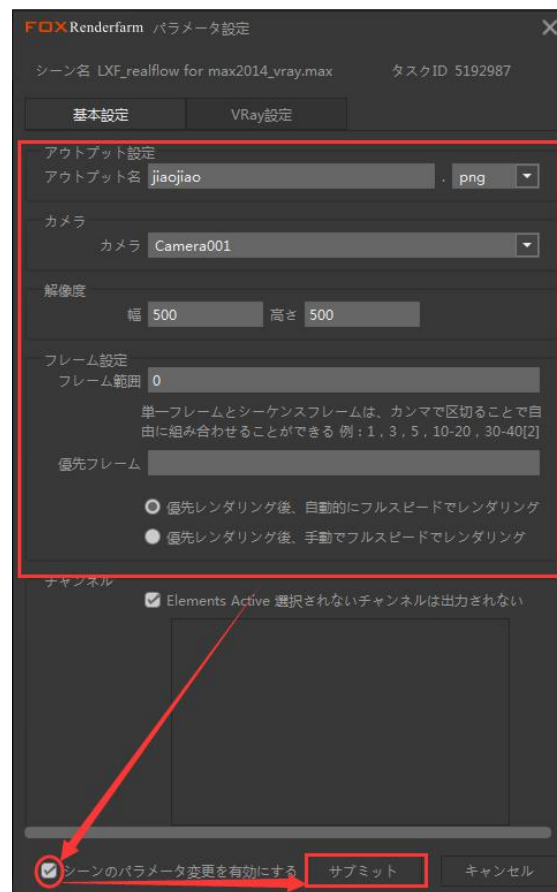 FOX Renderfarm パラメータ設定
シーン名 LXF_realflow for max2014_vray.max タスクID 5192987
基本設定 VRay設定
アウトプット設定
アウトプット名 jiaojiao . png
カメラ
カメラ Camera001
解像度
幅 500 高さ 500
フレーム設定
フレーム範囲 0
単一フレームとシーケンスフレームは、カンマで区切ることで自
由に組み合わせることができる 例：1，3，5，10-20，30-40[2]
優先フレーム
優先レンダリング後、自動的にフルスピードでレンダリング
優先レンダリング後、手動でフルスピードでレンダリング
チャンネル
Elements Active 選択されないチャンネルは出力されない
シーンのパラメータ変更を有効にする サブミット キャンセル